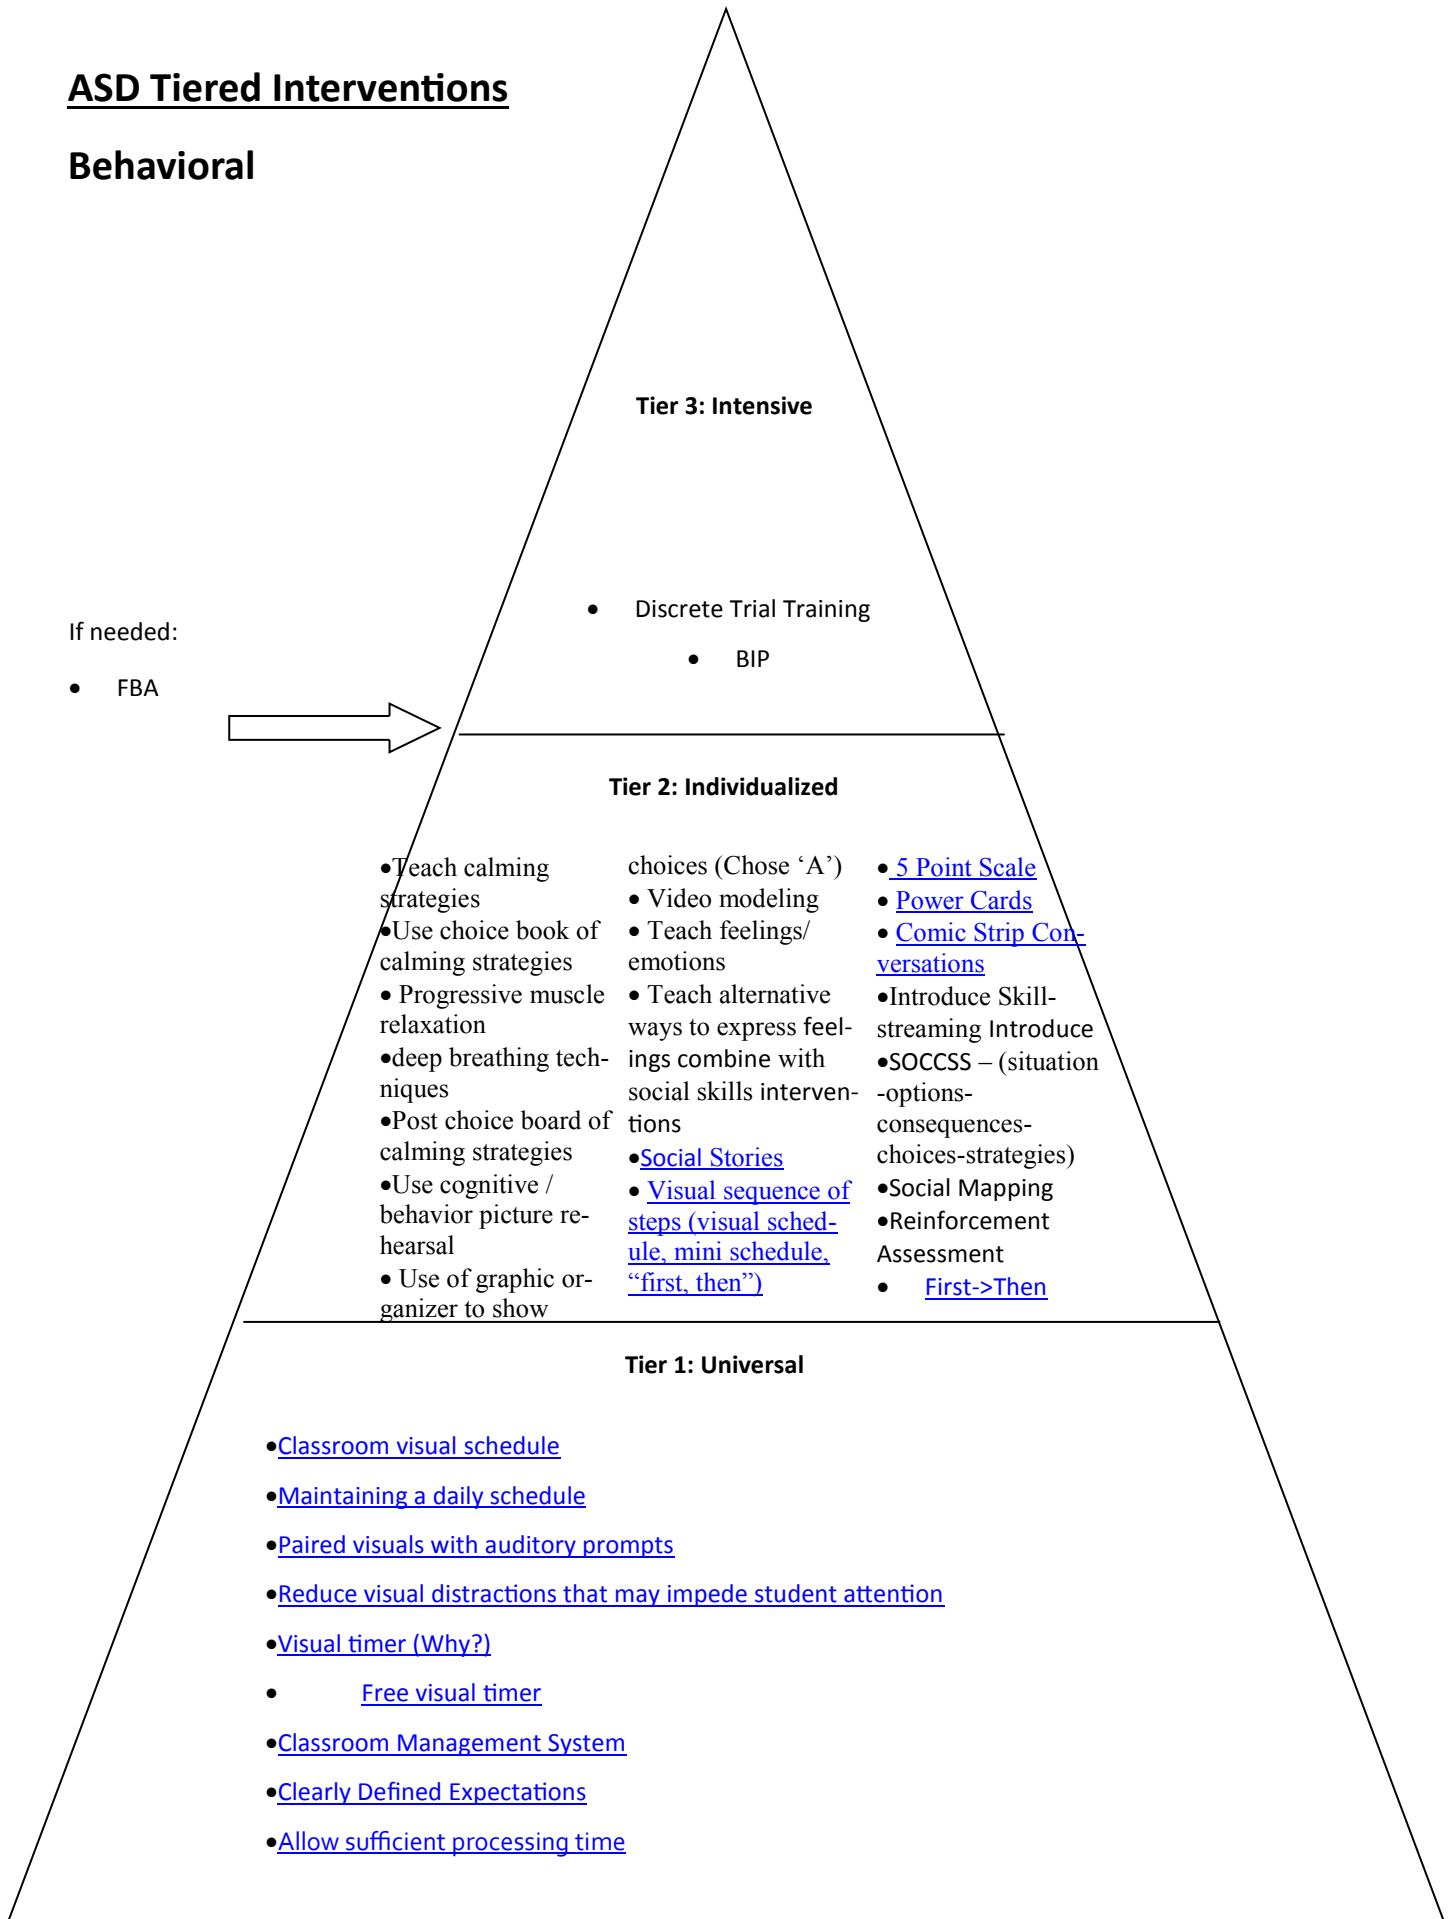 ASD Tiered Interventions
Behavioral
Tier 3: Intensive
• Discrete Trial Training
• BIP
If needed:
• FBA
Tier 2: Individualized
•Teach calming
strategies
•Use choice book of
calming strategies
• Progressive muscle
relaxation
•deep breathing tech-
niques
•Post choice board of
calming strategies
•Use cognitive /
behavior picture re-
hearsal
• Use of graphic or-
ganizer to show
choices (Chose ‘A’)
• Video modeling
• Teach feelings/
emotions
• Teach alternative
ways to express feel-
ings combine with
social skills interven-
tions
•Social Stories
• Visual sequence of
steps (visual sched-
ule, mini schedule,
“first, then”)
• 5 Point Scale
• Power Cards
• Comic Strip Con-
versations
•Introduce Skill-
streaming Introduce
•SOCCSS – (situation
-options-
consequences-
choices-strategies)
•Social Mapping
•Reinforcement
Assessment
• First->Then
Tier 1: Universal
•Classroom visual schedule
•Maintaining a daily schedule
•Paired visuals with auditory prompts
•Reduce visual distractions that may impede student attention
•Visual timer (Why?)
• Free visual timer
•Classroom Management System
•Clearly Defined Expectations
•Allow sufficient processing time